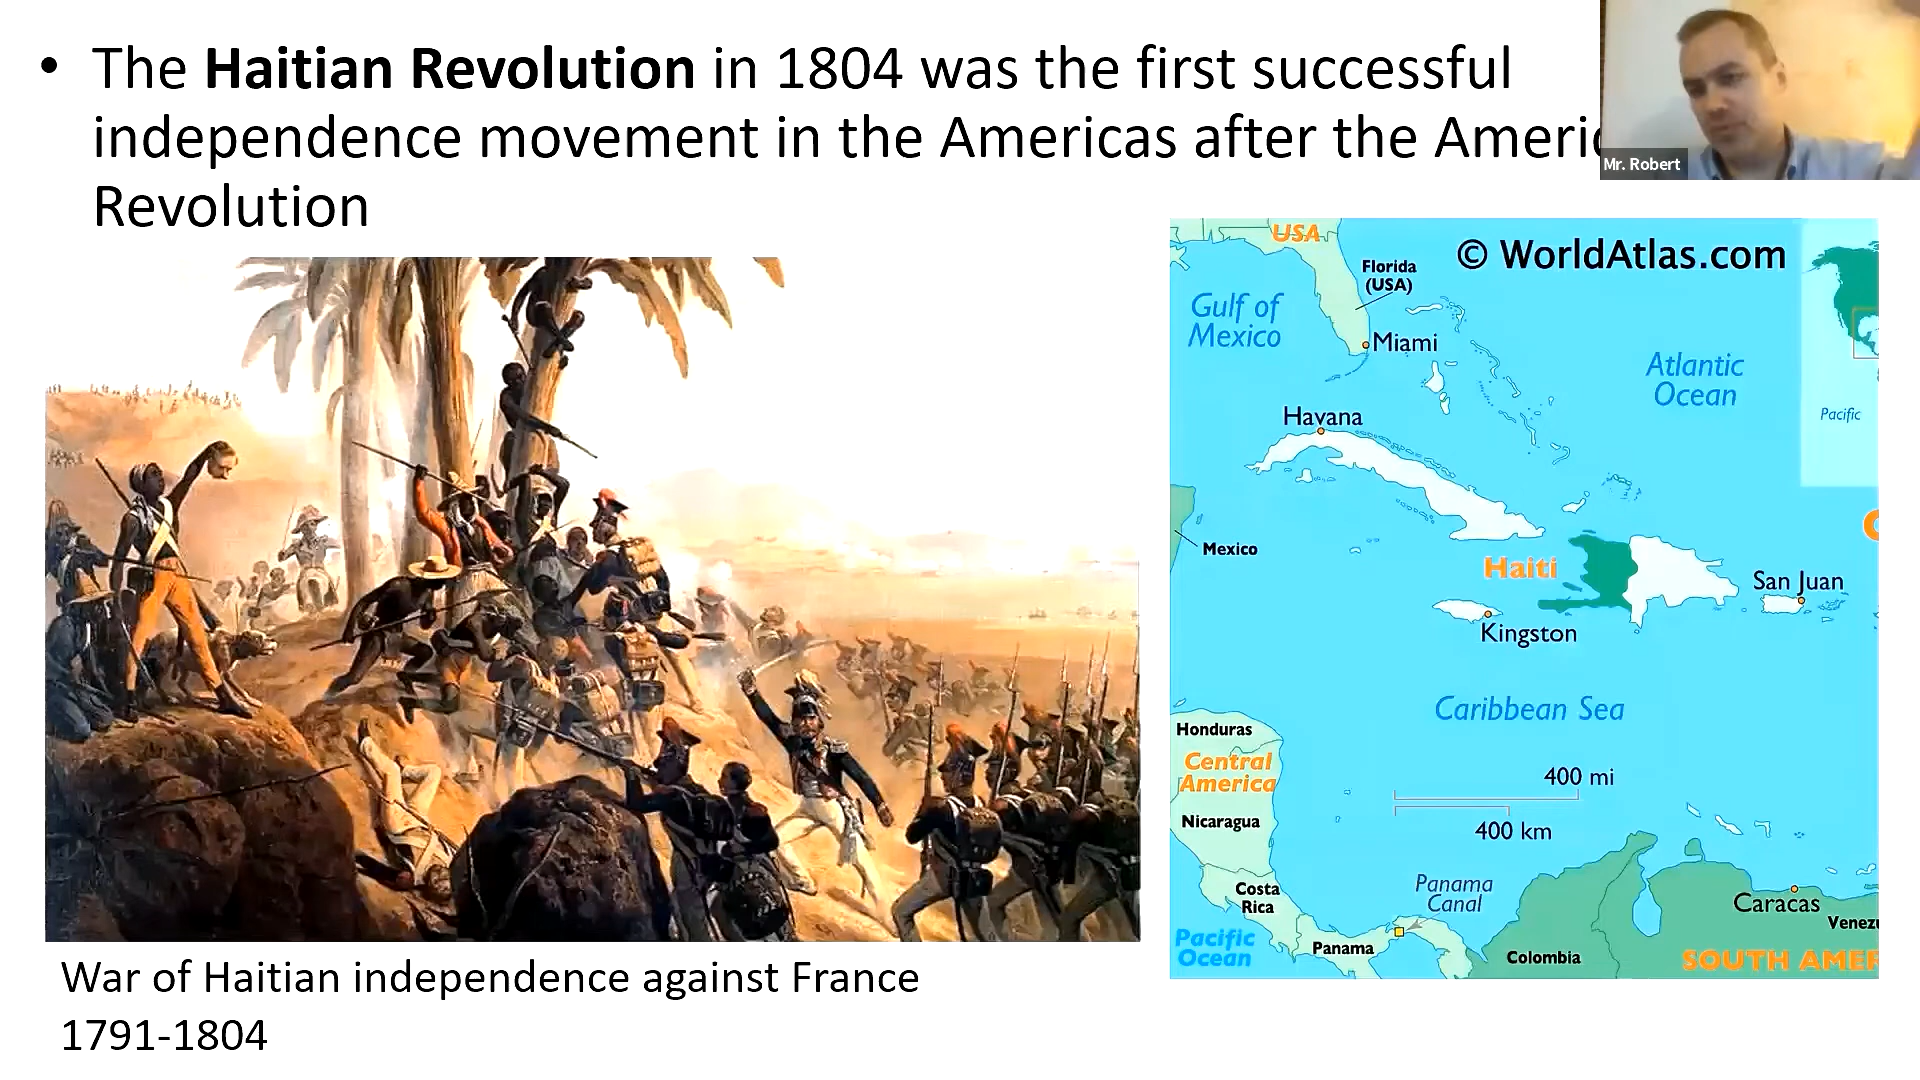 • The Haitian Revolution in 1804 was the first successful
independence movement in the Americas after the
Revolution
Mr. Robert
USA
© WorldAtlas.com
Florida
(USA)
Gulf of
Mexico
Miami
Atlantic
Ocean
Pacific
Havana
Mexico
Haiti
San Juan
Kingston
Caribbean Sea
Honduras
Central
America
400 mi
Nicaragua
400 km
Costa
Rica
Panama
Canal
Caracas
Pacific
Ocean
Panama
Colombia
SOUTH
War of Haitian independence against France
1791-1804